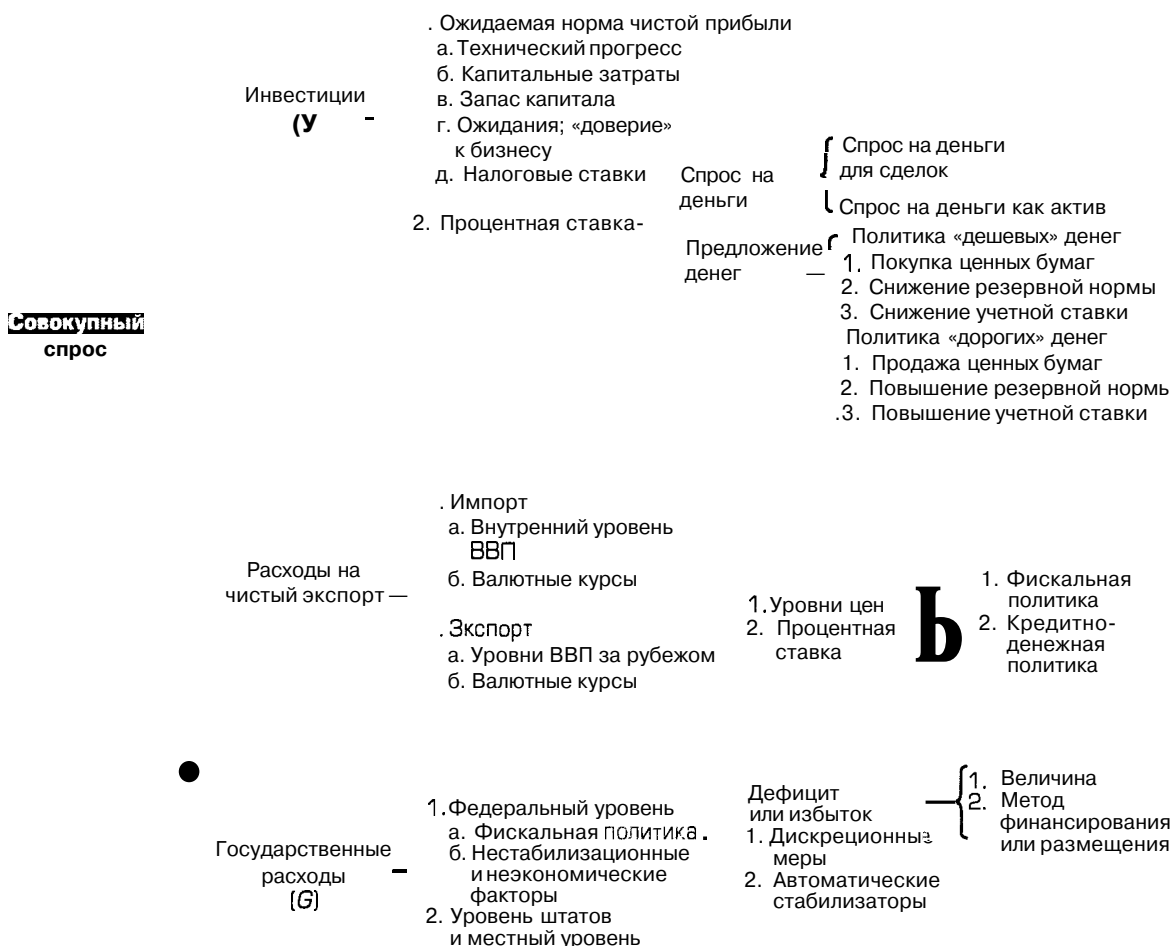 . Ожидаемая норма чистой прибыли
а. Технический прогресс
б. Капитальные затраты
в. Запас капитала
г. Ожидания; «доверие»
к бизнесу
д. Налоговые ставки
2. Процентная ставка-
Инвестиции
(У -
Спрос на
деньги
Спрос на деньги
для сделок
Спрос на деньги как актив
Предложение
денег —
Политика «дешевых» денег
1. Покупка ценных бумаг
2. Снижение резервной нормы
3. Снижение учетной ставки
Политика «дорогих» денег
1. Продажа ценных бумаг
2. Повышение резервной нормь
.3. Повышение учетной ставки
Совокупный
спрос
Расходы на
чистый экспорт —
. Импорт
а. Внутренний уровень
ВВП
б. Валютные курсы
. Экспорт
а. Уровни ВВП за рубежом
б. Валютные курсы
1. Уровни цен
2. Процентная
ставка
Ь
1. Фискальная
политика
2. Кредитно-
денежная
политика
Государственные
расходы –
(G)
1. Федеральный уровень
а. Фискальная политика.
б. Нестабилизационные
и неэкономические
факторы
2. Уровень штатов
и местный уровень
Дефицит
или избыток
1. Дискреционные
меры
2. Автоматические
стабилизаторы
1. Величина
2. Метод
финансирования
или размещения